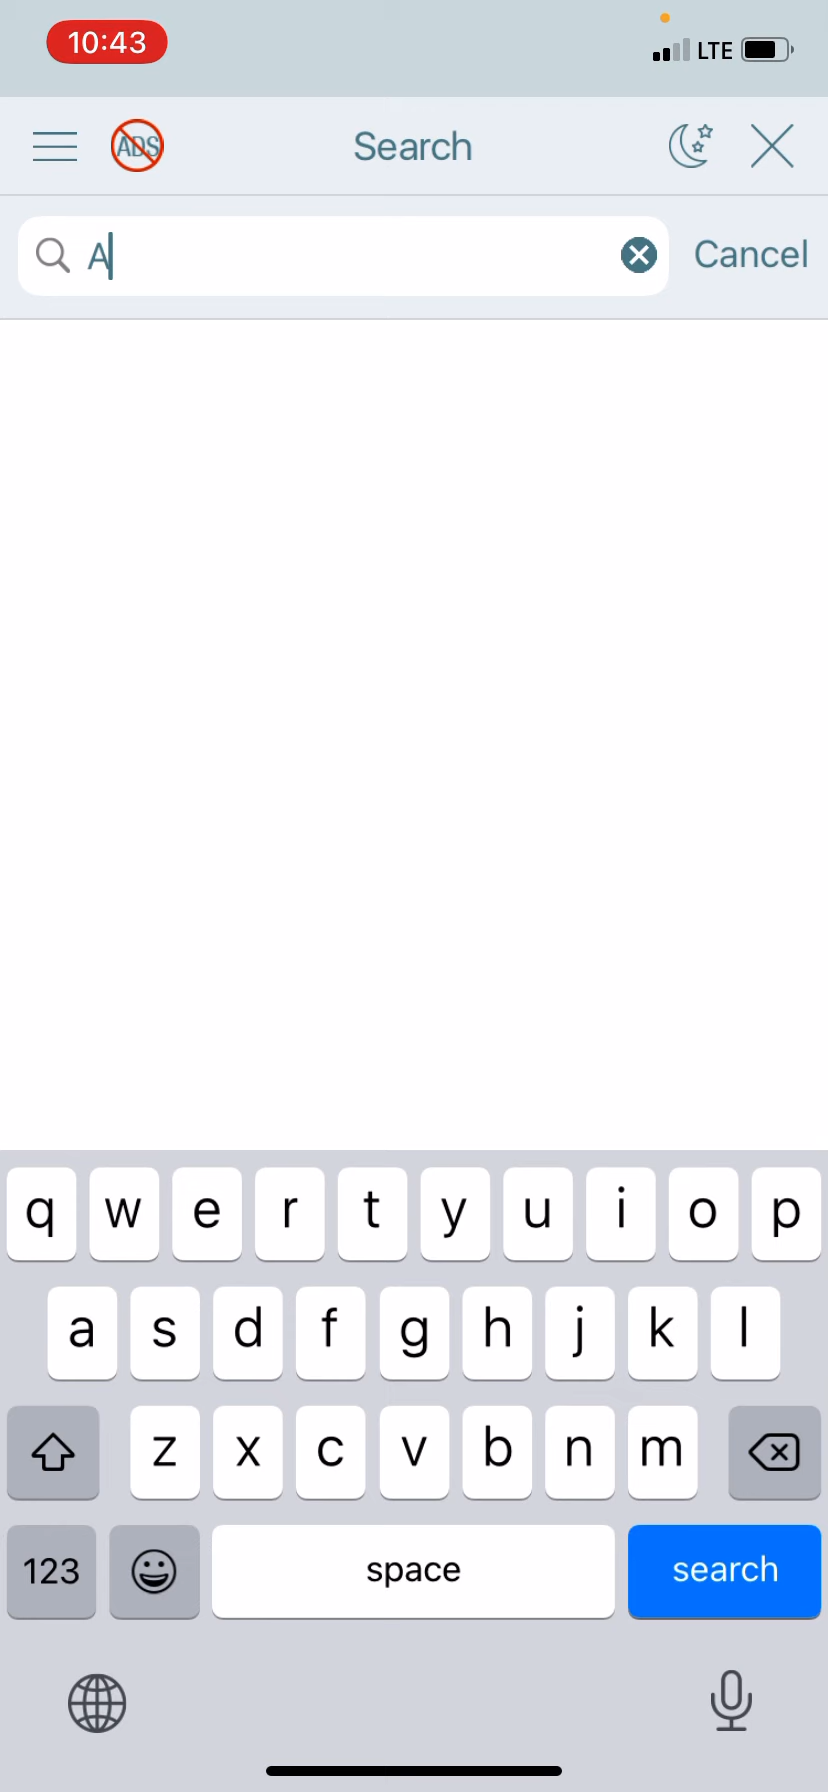 10:43
LTE
ADS
Search
A
Cancel
q w e r t y u i o p
a s d f g h j k l
z x c v b n m
123 space search